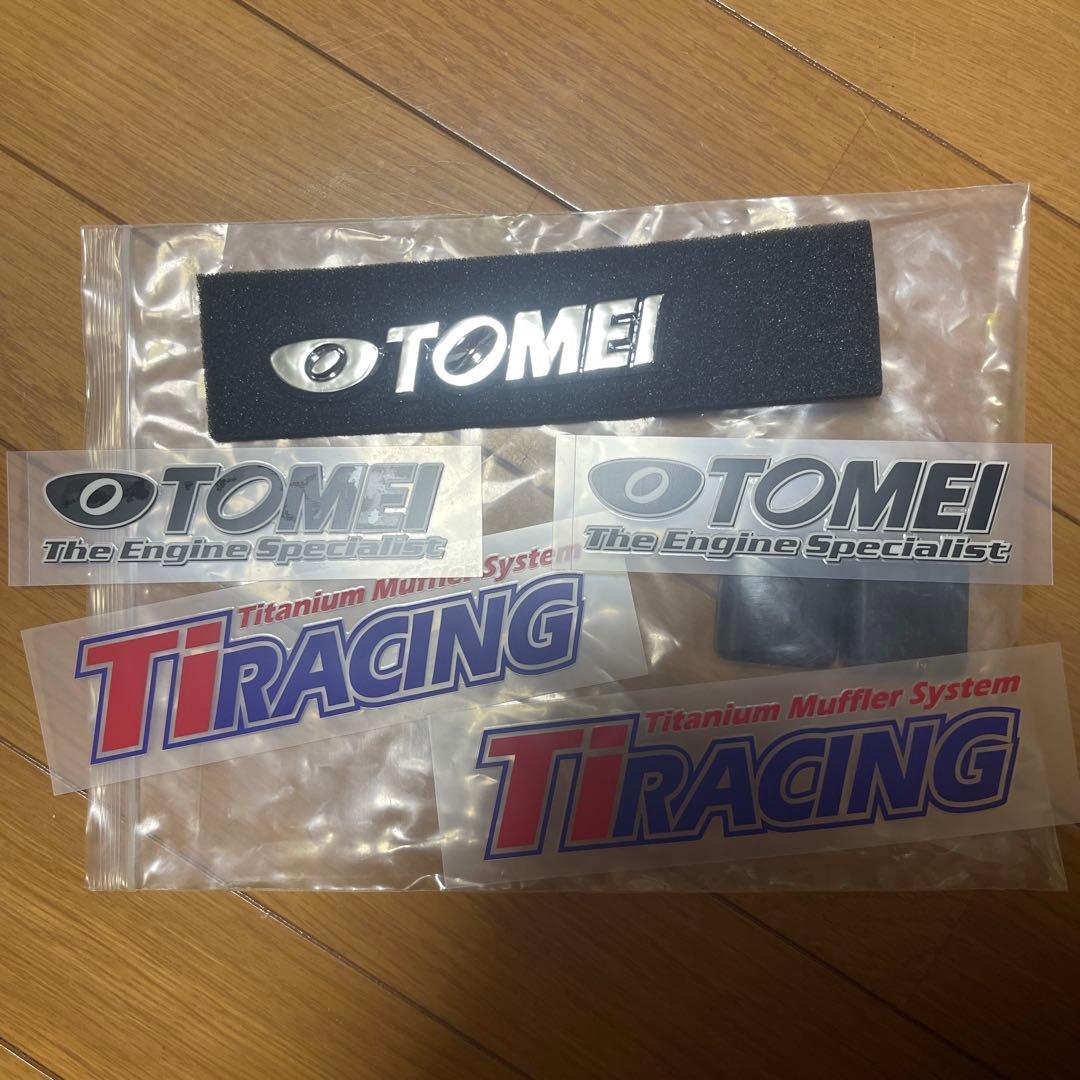 TOMEI
TOMEI
The Engine Specialist
TOMEI
The Engine Specialist
Titanium Muffler System
TiRACING
Titanium Muffler System
TiRACING